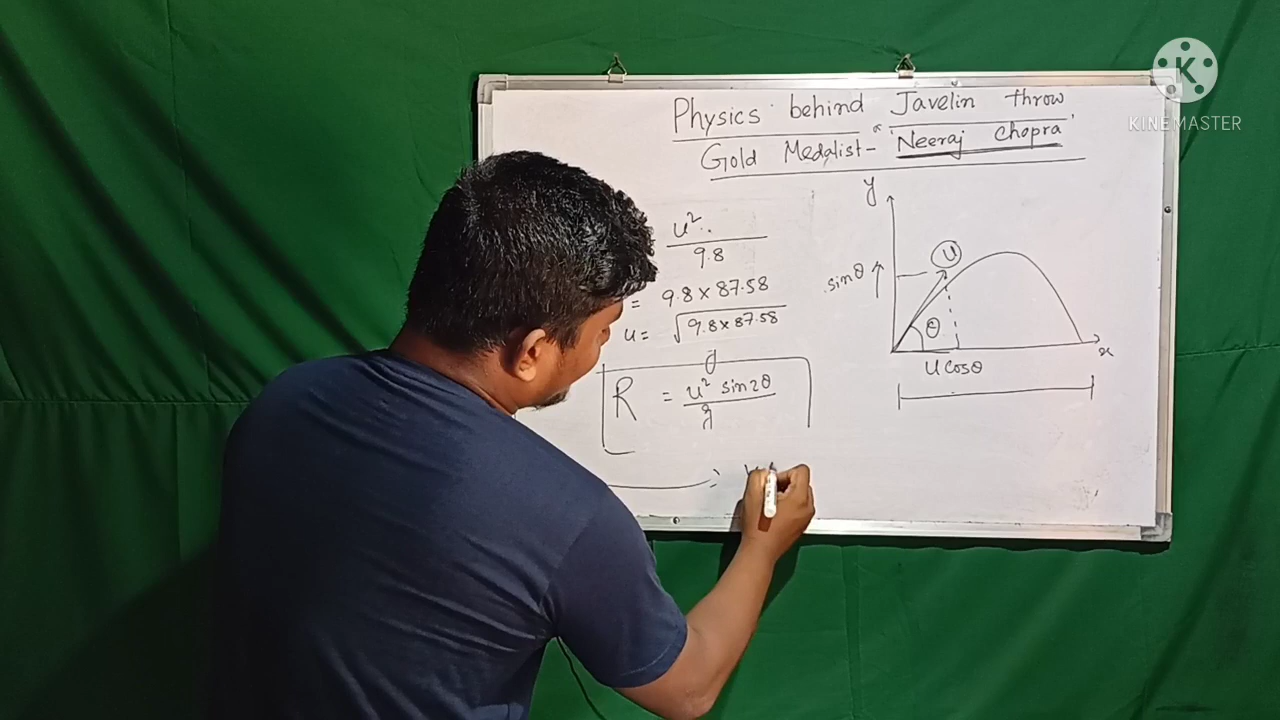 KINEMASTER
Physics behind Javelin throw
Gold Medalist - Neeraj Chopra
u²
9.8
= 9.8 × 87.58
u = √9.8 × 87.58
g
R = u² sin2θ
g
y
u
sinθ
θ
x
u cosθ